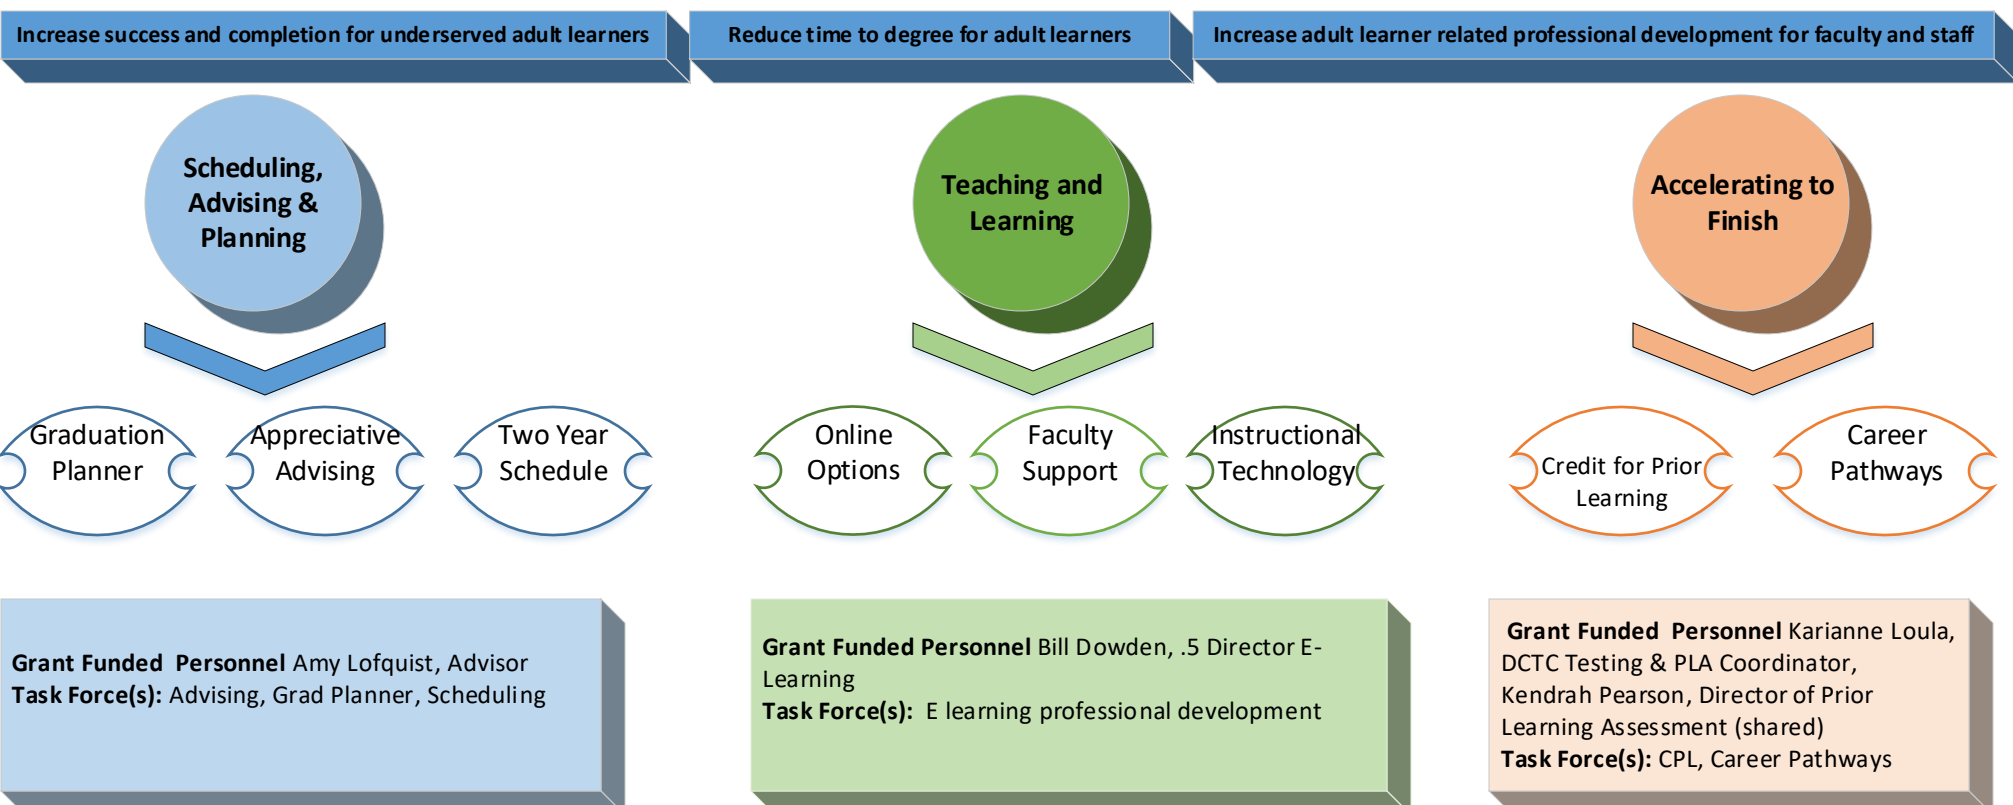 Increase success and completion for underserved adult learners
Reduce time to degree for adult learners
Increase adult learner related professional development for faculty and staff
Scheduling,
Advising &
Planning
Teaching and
Learning
Accelerating to
Finish
Graduation
Planner
Appreciative
Advising
Two Year
Schedule
Online
Options
Faculty
Support
Instructional
Technology
Credit for Prior
Learning
Career
Pathways
Grant Funded Personnel Amy Lofquist, Advisor
Task Force(s): Advising, Grad Planner, Scheduling
Grant Funded Personnel Bill Dowden, .5 Director E-
Learning
Task Force(s): E learning professional development
Grant Funded Personnel Karianne Loula,
DCTC Testing & PLA Coordinator,
Kendrah Pearson, Director of Prior
Learning Assessment (shared)
Task Force(s): CPL, Career Pathways